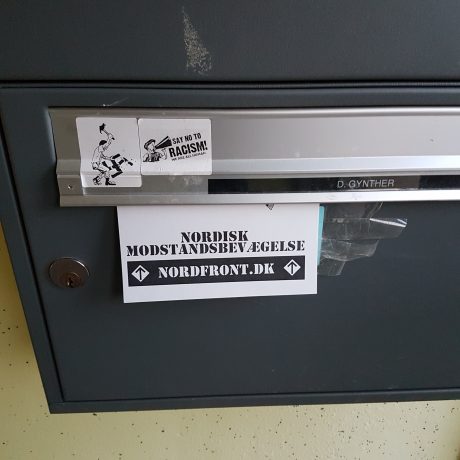 SAY NO TO
RACISM!
D. GYNTHER
NORDISK
MODSTANDSBEVÆGELSE
NORDFRONT.DK